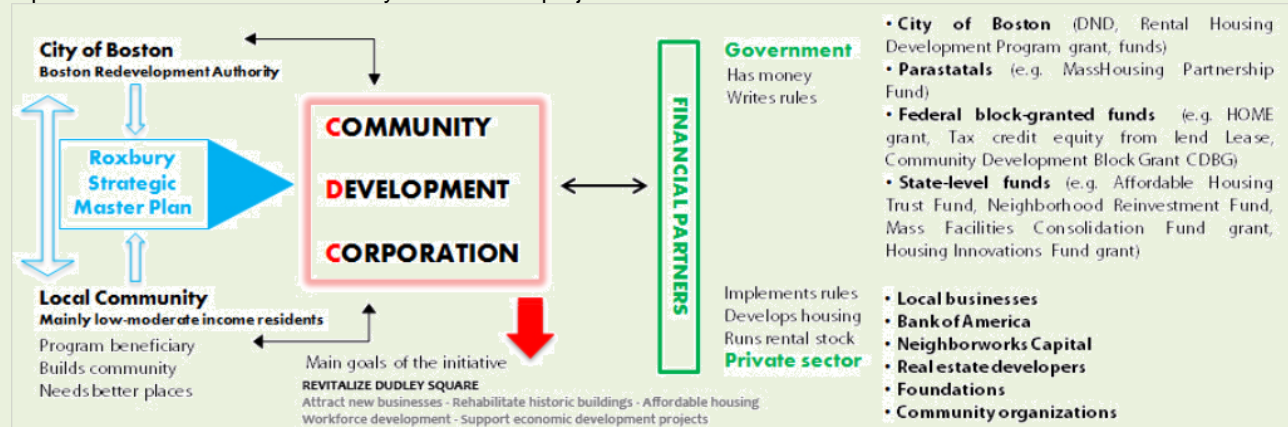 City of Boston
Boston Redevelopment Authority
Roxbury
Strategic
Master Plan
Local Community
Mainly low-moderate income residents
Program beneficiary
Builds community
Needs better places
COMMUNITY
DEVELOPMENT
CORPORATION
Main goals of the initiative
REVITALIZE DUDLEY SQUARE
Attract new businesses - Rehabilitate historic buildings - Affordable housing
Workforce development - Support economic development projects
FINANCIAL PARTNERS
Government
Has money
Writes rules
Implements rules
Develops housing
Runs rental stock
Private sector
• City of Boston (DND, Rental Housing
Development Program grant, funds)
• Parastatals (e.g. MassHousing Partnership
Fund)
• Federal block-granted funds (e.g. HOME
grant, Tax credit equity from lend Lease,
Community Development Block Grant CDBG)
• State-level funds (e.g. Affordable Housing
Trust Fund, Neighborhood Reinvestment Fund,
Mass Facilities Consolidation Fund grant,
Housing Innovations Fund grant)
• Local businesses
• Bank of America
• Neighborworks Capital
• Real estate developers
• Foundations
• Community organizations